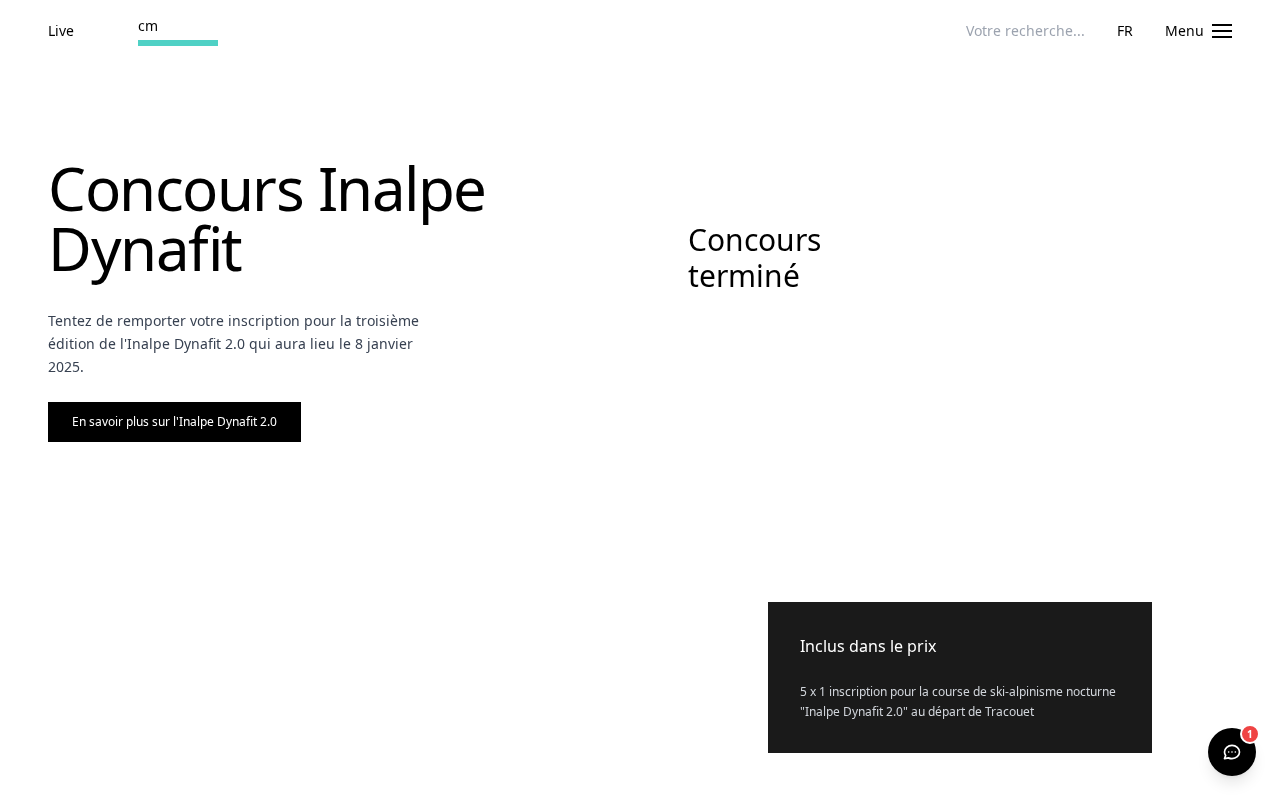 Live
cm
Votre recherche...
FR
Menu
Concours Inalpe
Dynafit
Tentez de remporter votre inscription pour la troisième
édition de l'Inalpe Dynafit 2.0 qui aura lieu le 8 janvier
2025.
En savoir plus sur l'Inalpe Dynafit 2.0
Concours
terminé
Inclus dans le prix
5 x 1 inscription pour la course de ski-alpinisme nocturne
"Inalpe Dynafit 2.0" au départ de Tracouet
1